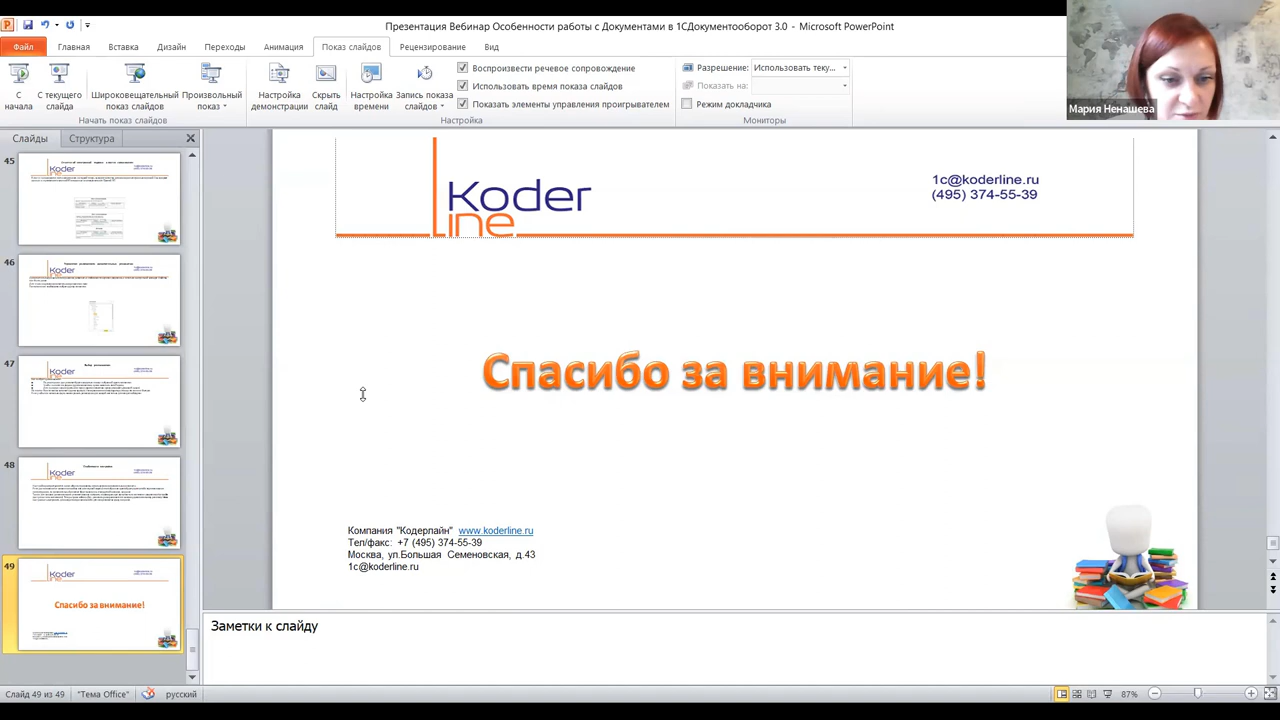 Презентация Вебинар Особенности работы с Документами в 1СДокументооборот 3.0 - Microsoft PowerPoint
Файл Главная Вставка Дизайн Переходы Анимация Показ слайдов Рецензирование Вид
С начала
С текущего слайда
Широковещательный показ слайдов
Произвольный показ
Начать показ слайдов
Настройка демонстрации
Скрыть слайд
Настройка времени
Запись показа слайдов
Воспроизвести речевое сопровождение
Использовать время показа слайдов
Показать элементы управления проигрывателем
Настройка
Разрешение: Использовать теку...
Показать на:
Режим докладчика
Мониторы
Мария Ненашева
Слайды Структура
45
46
47
48
49
Спасибо за внимание!
Koder
line
1c@koderline.ru
(495) 374-55-39
Спасибо за внимание!
Компания "Кодерлайн" www.koderline.ru
Тел/факс: +7 (495) 374-55-39
Москва, ул.Большая Семеновская, д.43
1c@koderline.ru
Заметки к слайду
Слайд 49 из 49 "Тема Office" русский 87%